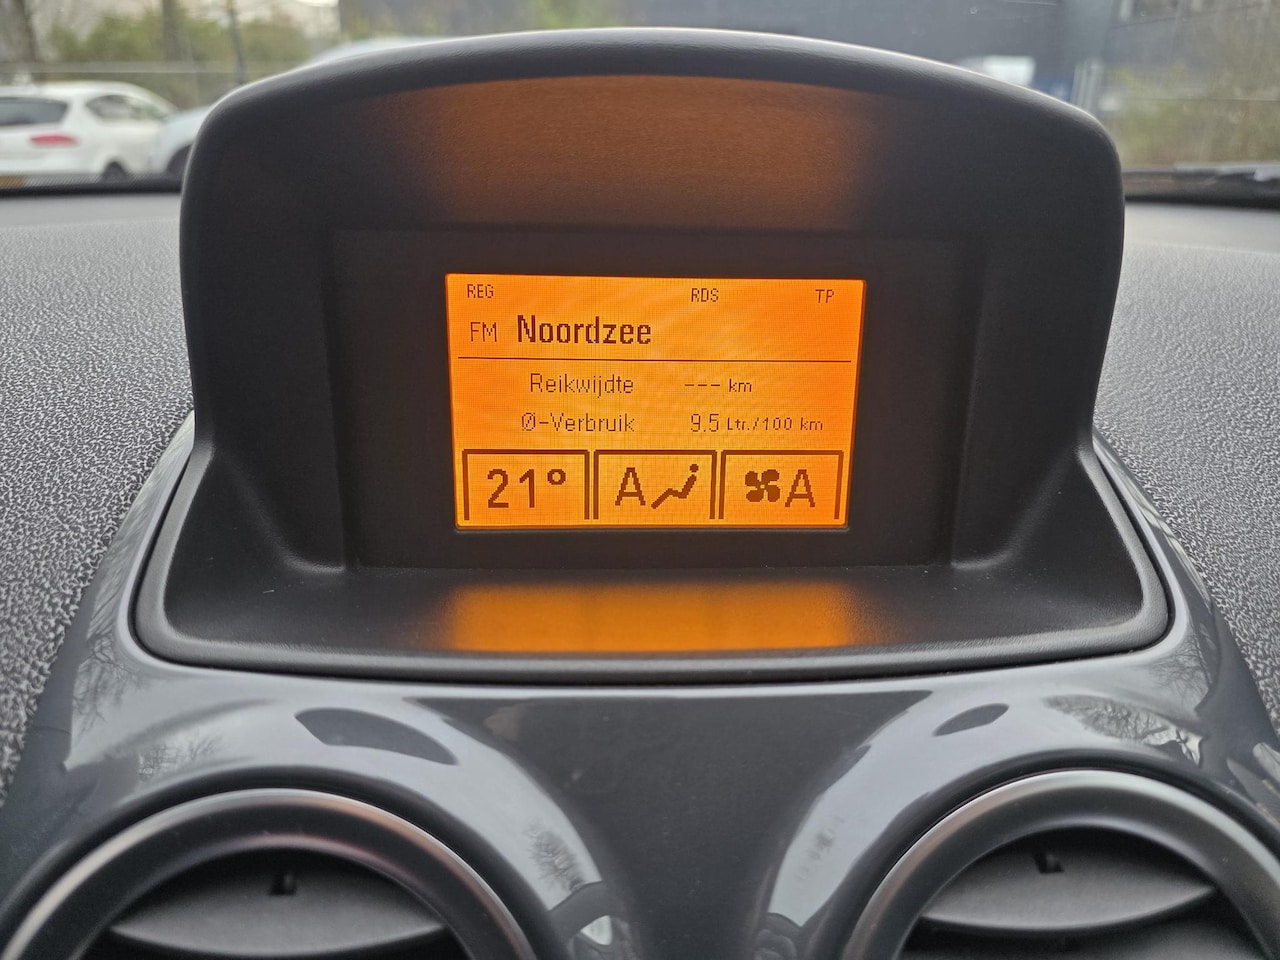 REG RDS TP
FM Noordzee
Reikwijdte --- km
Ø-Verbruik 9.5 Ltr./100 km
21° A A